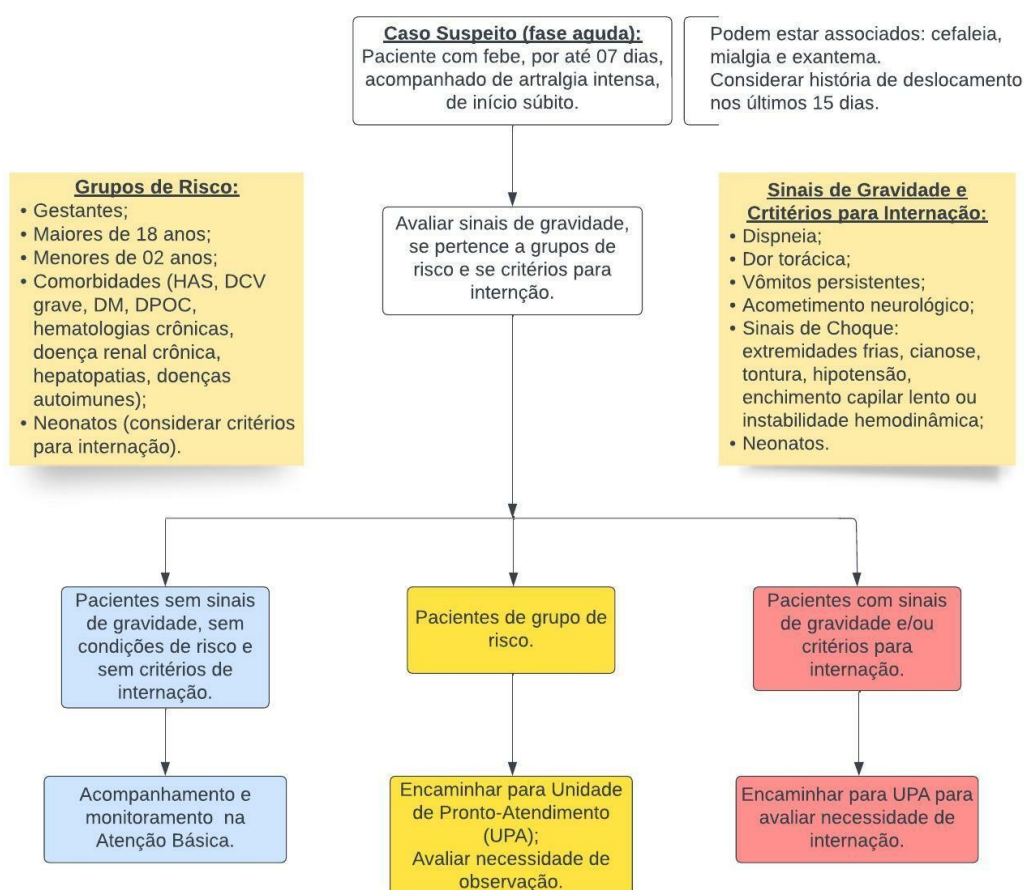 Caso Suspeito (fase aguda):
Paciente com febe, por até 07 dias,
acompanhado de artralgia intensa,
de início súbito.
Podem estar associados: cefaleia,
mialgia e exantema.
Considerar história de deslocamento
nos últimos 15 dias.
Grupos de Risco:
• Gestantes;
• Maiores de 18 anos;
• Menores de 02 anos;
• Comorbidades (HAS, DCV
grave, DM, DPOC,
hematologias crônicas,
doença renal crônica,
hepatopatias, doenças
autoimunes);
• Neonatos (considerar critérios
para internação).
Avaliar sinais de gravidade,
se pertence a grupos de
risco e se critérios para
internção.
Sinais de Gravidade e
Crtitérios para Internação:
• Dispneia;
• Dor torácica;
• Vômitos persistentes;
• Acometimento neurológico;
• Sinais de Choque:
extremidades frias, cianose,
tontura, hipotensão,
enchimento capilar lento ou
instabilidade hemodinâmica;
• Neonatos.
Pacientes sem sinais
de gravidade, sem
condições de risco e
sem critérios de
internação.
Pacientes de grupo de
risco.
Pacientes com sinais
de gravidade e/ou
critérios para
internação.
Acompanhamento e
monitoramento na
Atenção Básica.
Encaminhar para Unidade
de Pronto-Atendimento
(UPA);
Avaliar necessidade de
observação.
Encaminhar para UPA para
avaliar necessidade de
internação.